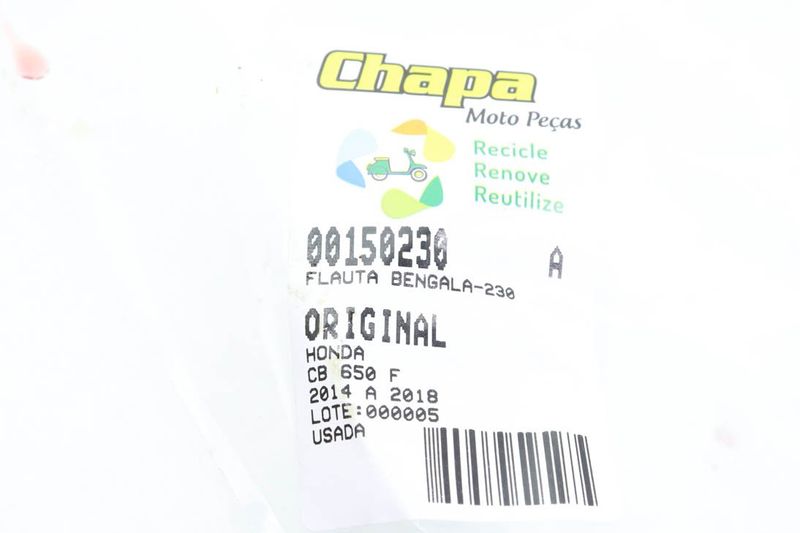 Chapa
Moto Peças
Recicle
Renove
Reutilize
00150230 A
FLAUTA BENGALA-230
ORIGINAL
HONDA
CB 650 F
2014 A 2018
LOTE:000005
USADA